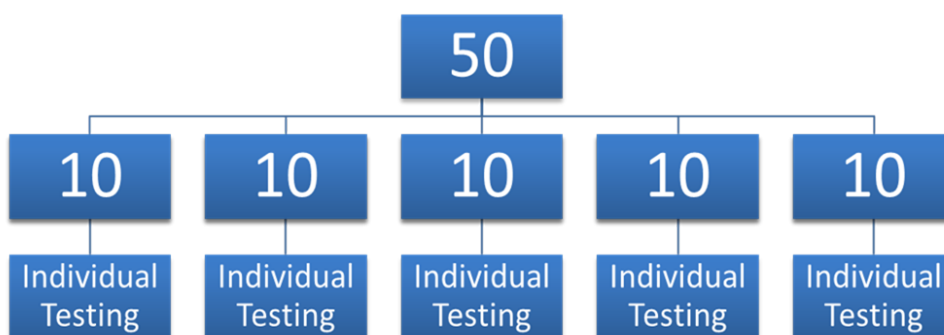 50
10 10 10 10 10
Individual Individual Individual Individual Individual
Testing Testing Testing Testing Testing